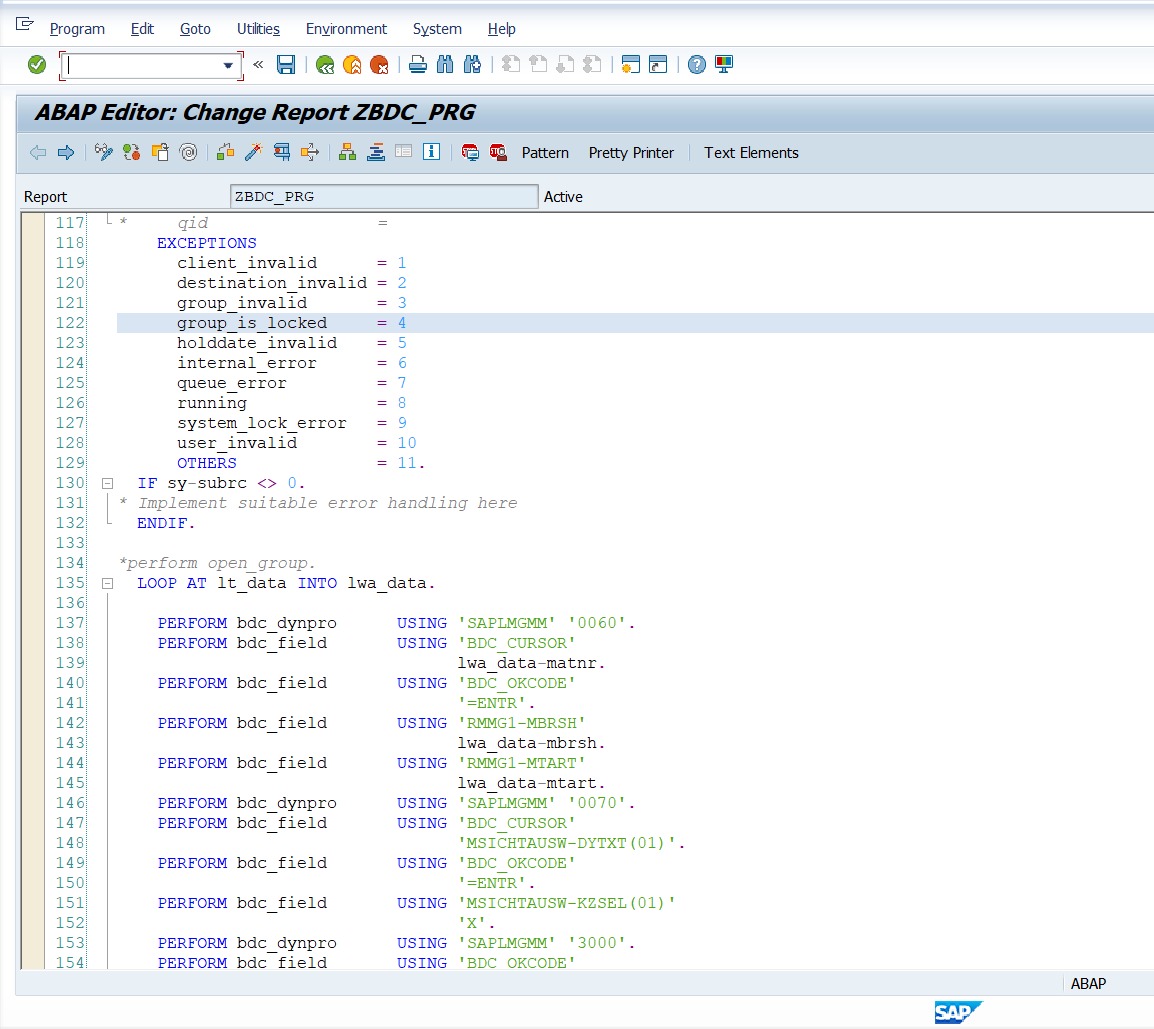 Program Edit Goto Utilities Environment System Help
«
ABAP Editor: Change Report ZBDC_PRG
Pattern Pretty Printer Text Elements
Report ZBDC_PRG Active
117 * qid =
118 EXCEPTIONS
119 client_invalid = 1
120 destination_invalid = 2
121 group_invalid = 3
122 group_is_locked = 4
123 holddate_invalid = 5
124 internal_error = 6
125 queue_error = 7
126 running = 8
127 system_lock_error = 9
128 user_invalid = 10
129 OTHERS = 11.
130 IF sy-subrc <> 0.
131 * Implement suitable error handling here
132 ENDIF.
133
134 *perform open_group.
135 LOOP AT lt_data INTO lwa_data.
136
137 PERFORM bdc_dynpro USING 'SAPLMGMM' '0060'.
138 PERFORM bdc_field USING 'BDC_CURSOR'
139 lwa_data-matnr.
140 PERFORM bdc_field USING 'BDC_OKCODE'
141 '=ENTR'.
142 PERFORM bdc_field USING 'RMMG1-MBRSH'
143 lwa_data-mbrsh.
144 PERFORM bdc_field USING 'RMMG1-MTART'
145 lwa_data-mtart.
146 PERFORM bdc_dynpro USING 'SAPLMGMM' '0070'.
147 PERFORM bdc_field USING 'BDC_CURSOR'
148 'MSICHTAUSW-DYTXT(01)'.
149 PERFORM bdc_field USING 'BDC_OKCODE'
150 '=ENTR'.
151 PERFORM bdc_field USING 'MSICHTAUSW-KZSEL(01)'
152 'X'.
153 PERFORM bdc_dynpro USING 'SAPLMGMM' '3000'.
154 PERFORM bdc_field USING 'BDC_OKCODE'
ABAP
SAP